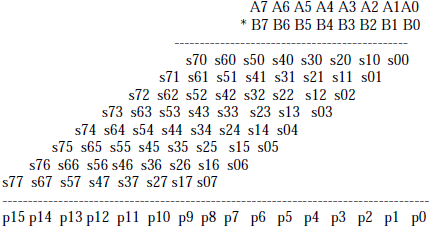 A7 A6 A5 A4 A3 A2 A1A0
* B7 B6 B5 B4 B3 B2 B1 B0
-------------------------------------------
s70 s60 s50 s40 s30 s20 s10 s00
s71 s61 s51 s41 s31 s21 s11 s01
s72 s62 s52 s42 s32 s22 s12 s02
s73 s63 s53 s43 s33 s23 s13 s03
s74 s64 s54 s44 s34 s24 s14 s04
s75 s65 s55 s45 s35 s25 s15 s05
s76 s66 s56 s46 s36 s26 s16 s06
s77 s67 s57 s47 s37 s27 s17 s07
--------------------------------------------------------------------------------
p15 p14 p13 p12 p11 p10 p9 p8 p7 p6 p5 p4 p3 p2 p1 p0